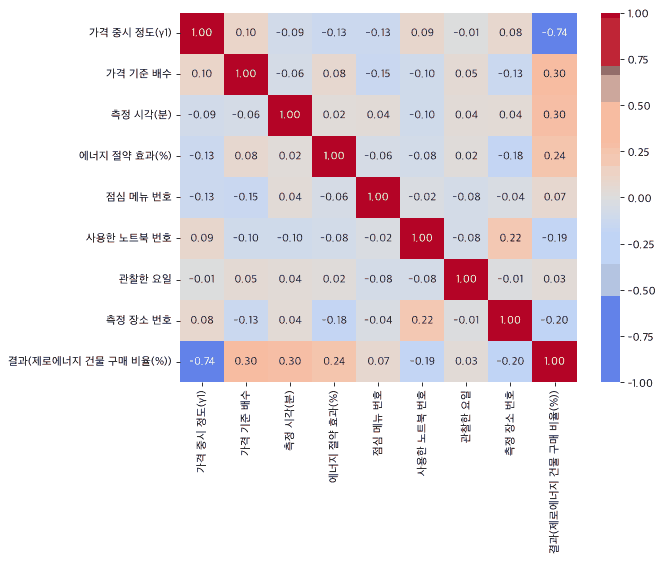 가격 중시 정도(γ1) 1.00 0.10 -0.09 -0.13 -0.13 0.09 -0.01 0.08 -0.74
가격 기준 배수 0.10 1.00 -0.06 0.08 -0.15 -0.10 0.05 -0.13 0.30
측정 시각(분) -0.09 -0.06 1.00 0.02 0.04 -0.10 0.04 0.04 0.30
에너지 절약 효과(%) -0.13 0.08 0.02 1.00 -0.06 -0.08 0.02 -0.18 0.24
점심 메뉴 번호 -0.13 -0.15 0.04 -0.06 1.00 -0.02 -0.08 -0.04 0.07
사용한 노트북 번호 0.09 -0.10 -0.10 -0.08 -0.02 1.00 -0.08 0.22 -0.19
관찰한 요일 -0.01 0.05 0.04 0.02 -0.08 -0.08 1.00 -0.01 0.03
측정 장소 번호 0.08 -0.13 0.04 -0.18 -0.04 0.22 -0.01 1.00 -0.20
결과(제로에너지 건물 구매 비율(%)) -0.74 0.30 0.30 0.24 0.07 -0.19 0.03 -0.20 1.00
가격 중시 정도(γ1)
가격 기준 배수
측정 시각(분)
에너지 절약 효과(%)
점심 메뉴 번호
사용한 노트북 번호
관찰한 요일
측정 장소 번호
결과(제로에너지 건물 구매 비율(%))
1.00
0.75
0.50
0.25
0.00
-0.25
-0.50
-0.75
-1.00